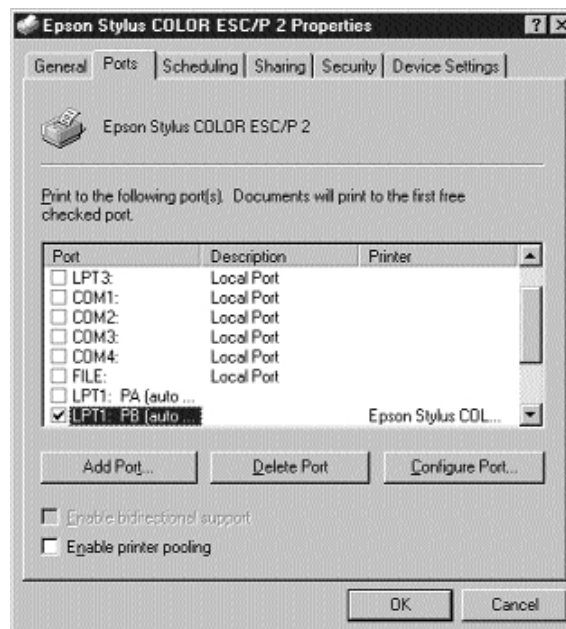 Epson Stylus COLOR ESC/P 2 Properties
General Ports Scheduling Sharing Security Device Settings
Epson Stylus COLOR ESC/P 2
Print to the following port(s). Documents will print to the first free
checked port.
Port Description Printer
LPT3: Local Port
COM1: Local Port
COM2: Local Port
COM3: Local Port
COM4: Local Port
FILE: Local Port
LPT1: PA (auto ...
LPT1: PB (auto ... Epson Stylus COL...
Add Port... Delete Port Configure Port...
Enable bidirectional support
Enable printer pooling
OK Cancel